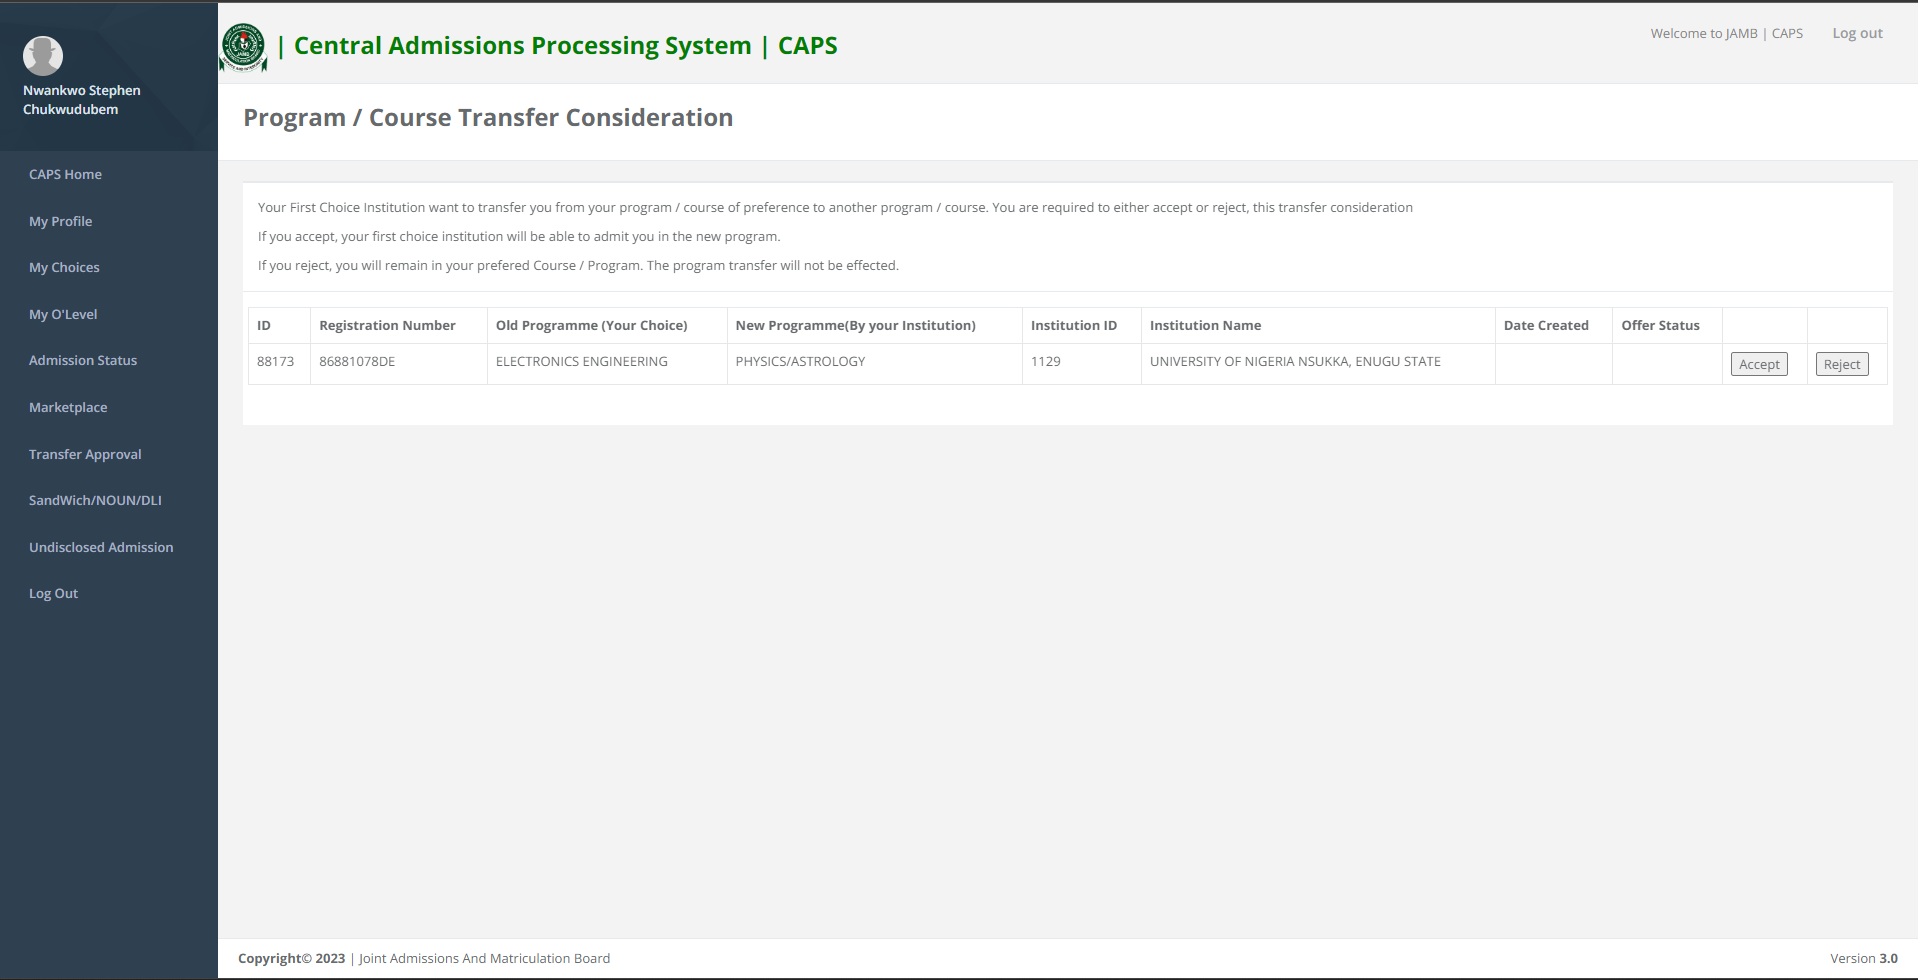 Nwankwo Stephen
Chukwudubem
CAPS Home
My Profile
My Choices
My O'Level
Admission Status
Marketplace
Transfer Approval
SandWich/NOUN/DLI
Undisclosed Admission
Log Out
| Central Admissions Processing System | CAPS
Welcome to JAMB | CAPS Log out
Program / Course Transfer Consideration
Your First Choice Institution want to transfer you from your program / course of preference to another program / course. You are required to either accept or reject, this transfer consideration
If you accept, your first choice institution will be able to admit you in the new program.
If you reject, you will remain in your prefered Course / Program. The program transfer will not be effected.
ID Registration Number Old Programme (Your Choice) New Programme(By your Institution) Institution ID Institution Name Date Created Offer Status
88173 86881078DE ELECTRONICS ENGINEERING PHYSICS/ASTROLOGY 1129 UNIVERSITY OF NIGERIA NSUKKA, ENUGU STATE Accept Reject
Copyright© 2023 | Joint Admissions And Matriculation Board
Version 3.0